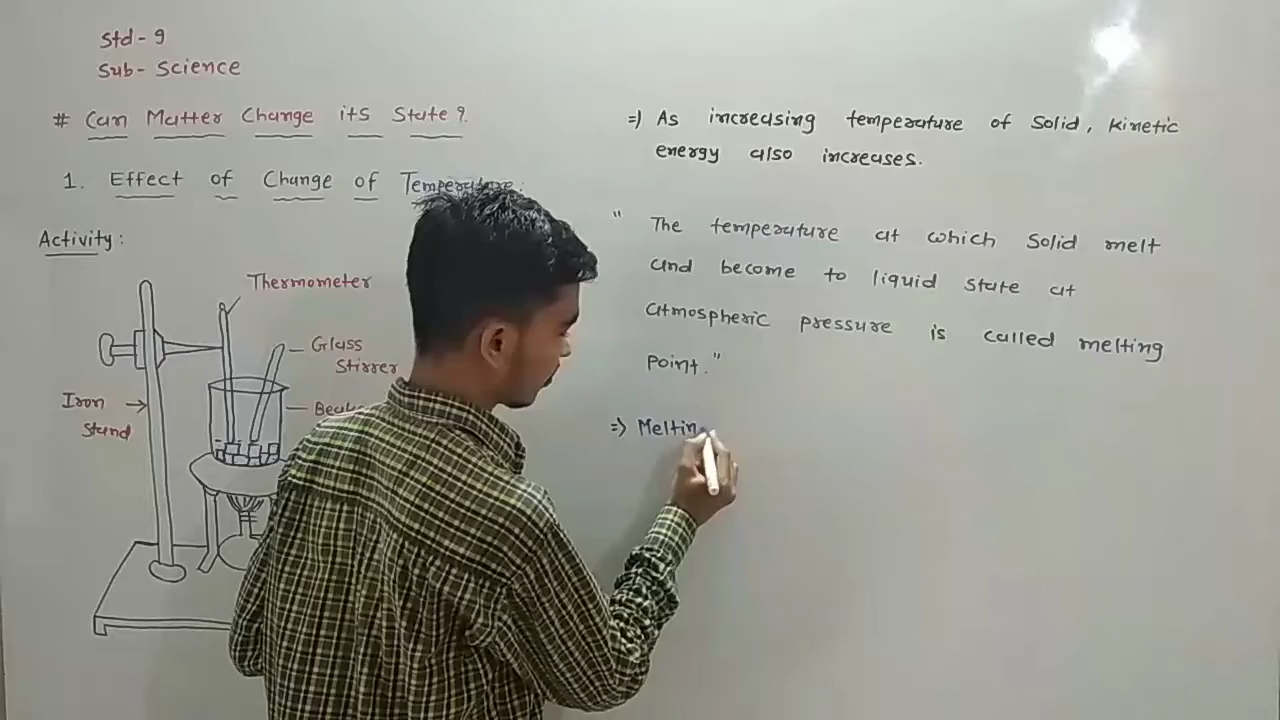 Std - 9
Sub - Science
# Can Matter Change its State ?
1. Effect of Change of Temperature:
Activity :
Thermometer
Glass
Stirrer
Iron
Stand
=) As increasing temperature of Solid, Kinetic
energy also increases.
" The temperature at which Solid melt
and become to liquid state at
atmospheric pressure is called melting
Point."
=> Meltin